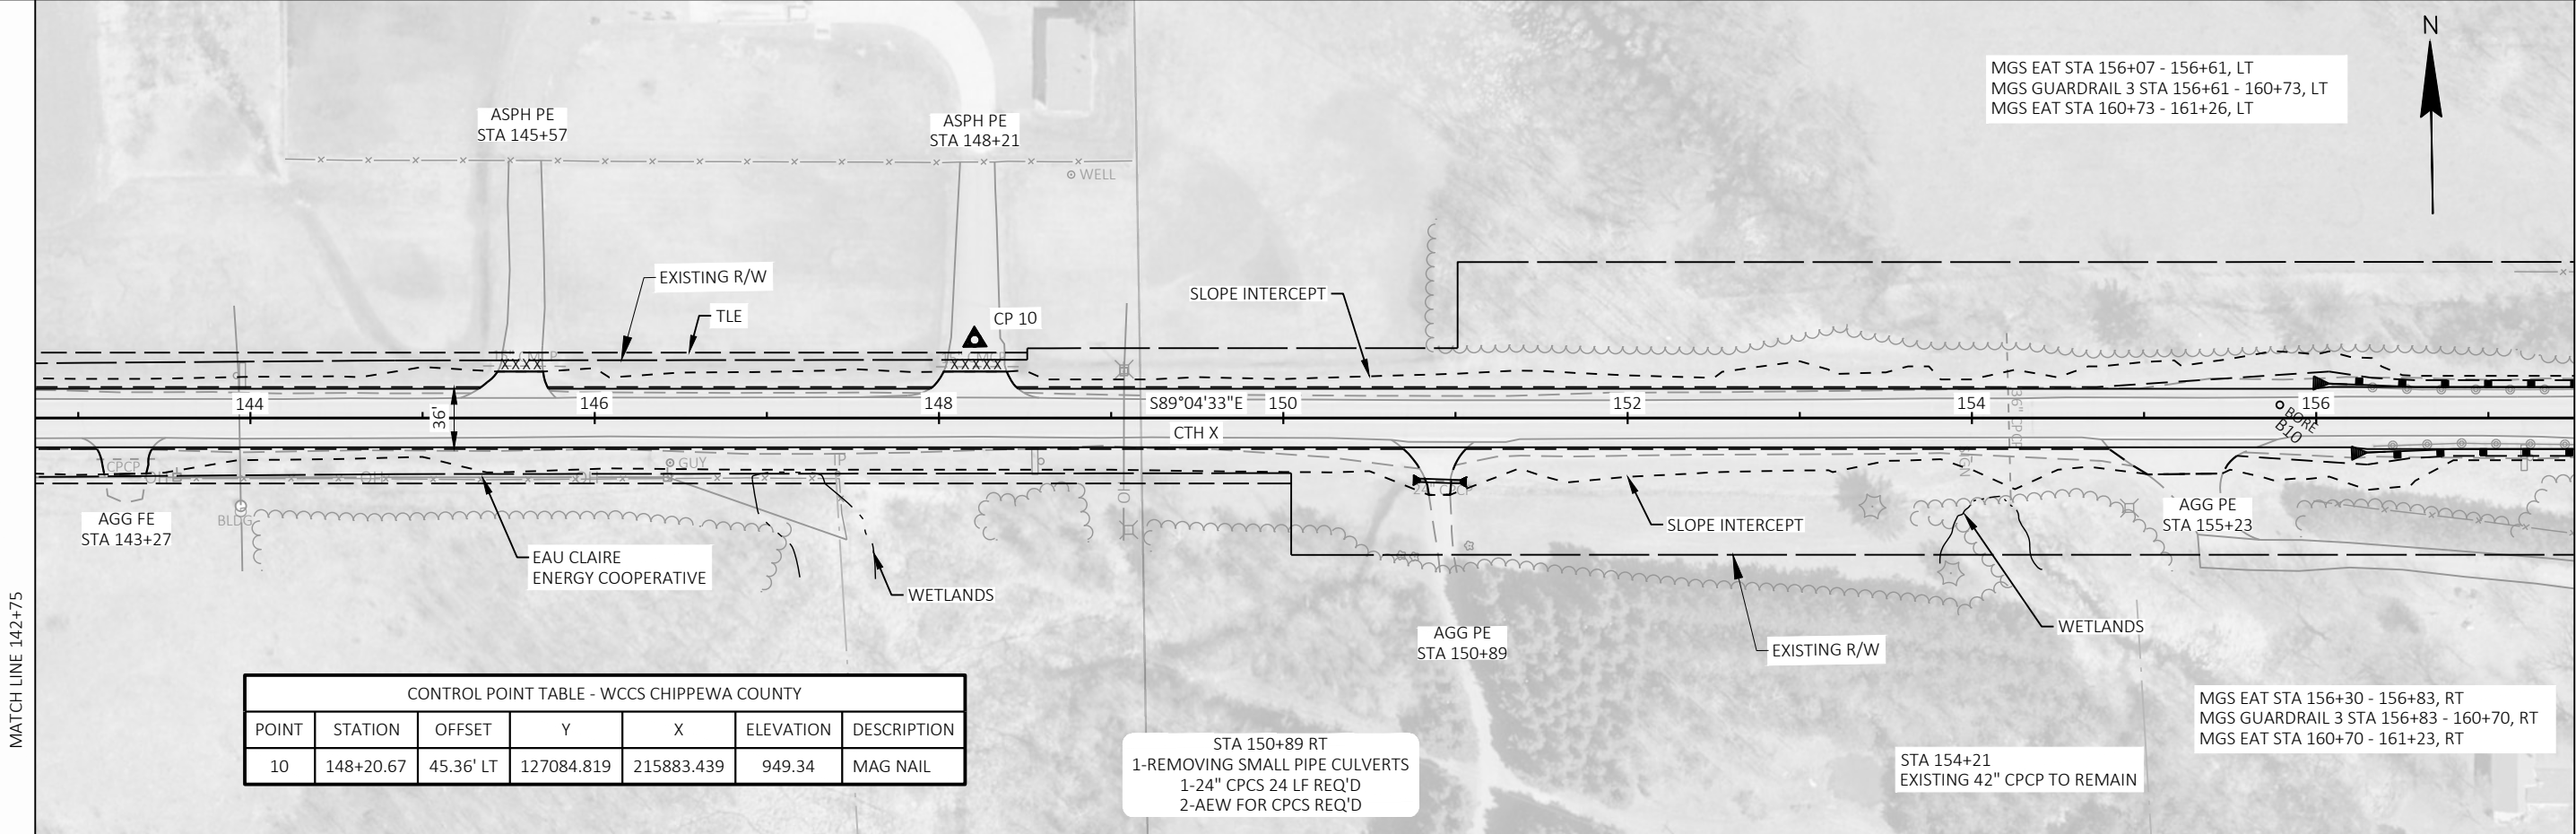 N
MGS EAT STA 156+07 - 156+61, LT
MGS GUARDRAIL 3 STA 156+61 - 160+73, LT
MGS EAT STA 160+73 - 161+26, LT
ASPH PE
STA 145+57
ASPH PE
STA 148+21
WELL
EXISTING R/W
TLE
CP 10
SLOPE INTERCEPT
XXXX
XXXXX
144
146
148
S89°04'33"E
150
152
154
156
36'
CTH X
BORE
B10
CPCP
GUY
BLDG
24" CPCP
AGG FE
STA 143+27
EAU CLAIRE
ENERGY COOPERATIVE
WETLANDS
SLOPE INTERCEPT
AGG PE
STA 155+23
AGG PE
STA 150+89
EXISTING R/W
WETLANDS
MATCH LINE 142+75
CONTROL POINT TABLE - WCCS CHIPPEWA COUNTY
POINT STATION OFFSET Y X ELEVATION DESCRIPTION
10 148+20.67 45.36' LT 127084.819 215883.439 949.34 MAG NAIL
STA 150+89 RT
1-REMOVING SMALL PIPE CULVERTS
1-24" CPCS 24 LF REQ'D
2-AEW FOR CPCS REQ'D
STA 154+21
EXISTING 42" CPCP TO REMAIN
MGS EAT STA 156+30 - 156+83, RT
MGS GUARDRAIL 3 STA 156+83 - 160+70, RT
MGS EAT STA 160+70 - 161+23, RT